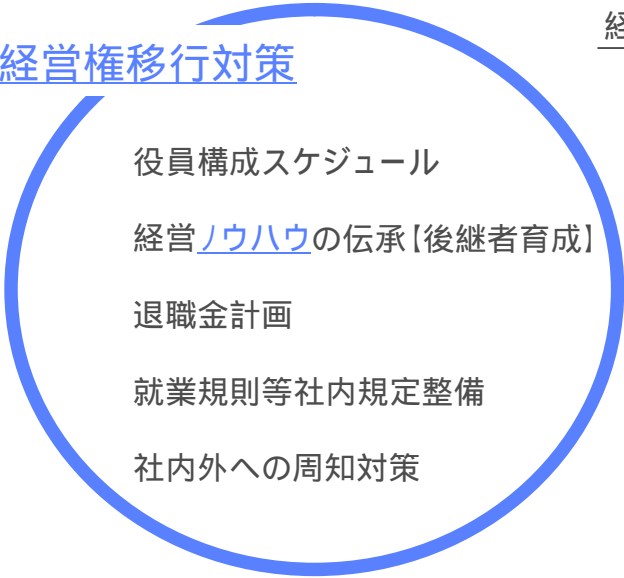 経営権移行対策
役員構成スケジュール
経営ノウハウの伝承【後継者育成】
退職金計画
就業規則等社内規定整備
社内外への周知対策